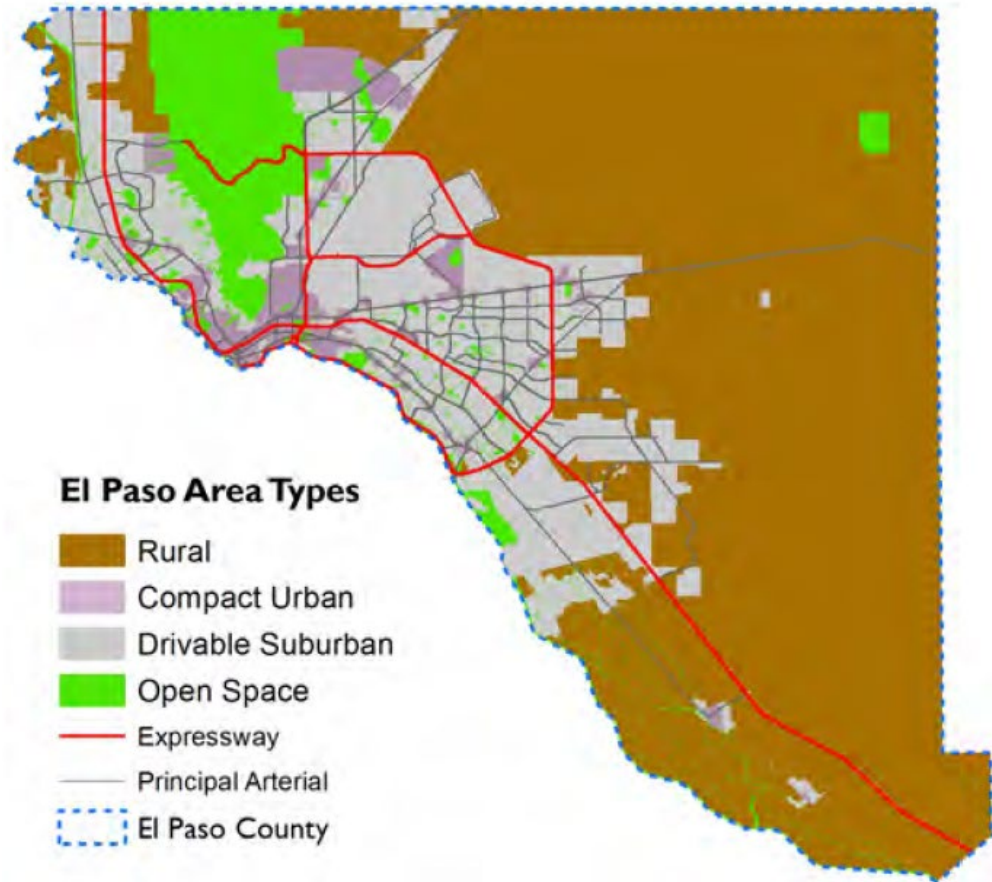 El Paso Area Types
Rural
Compact Urban
Drivable Suburban
Open Space
Expressway
Principal Arterial
El Paso County